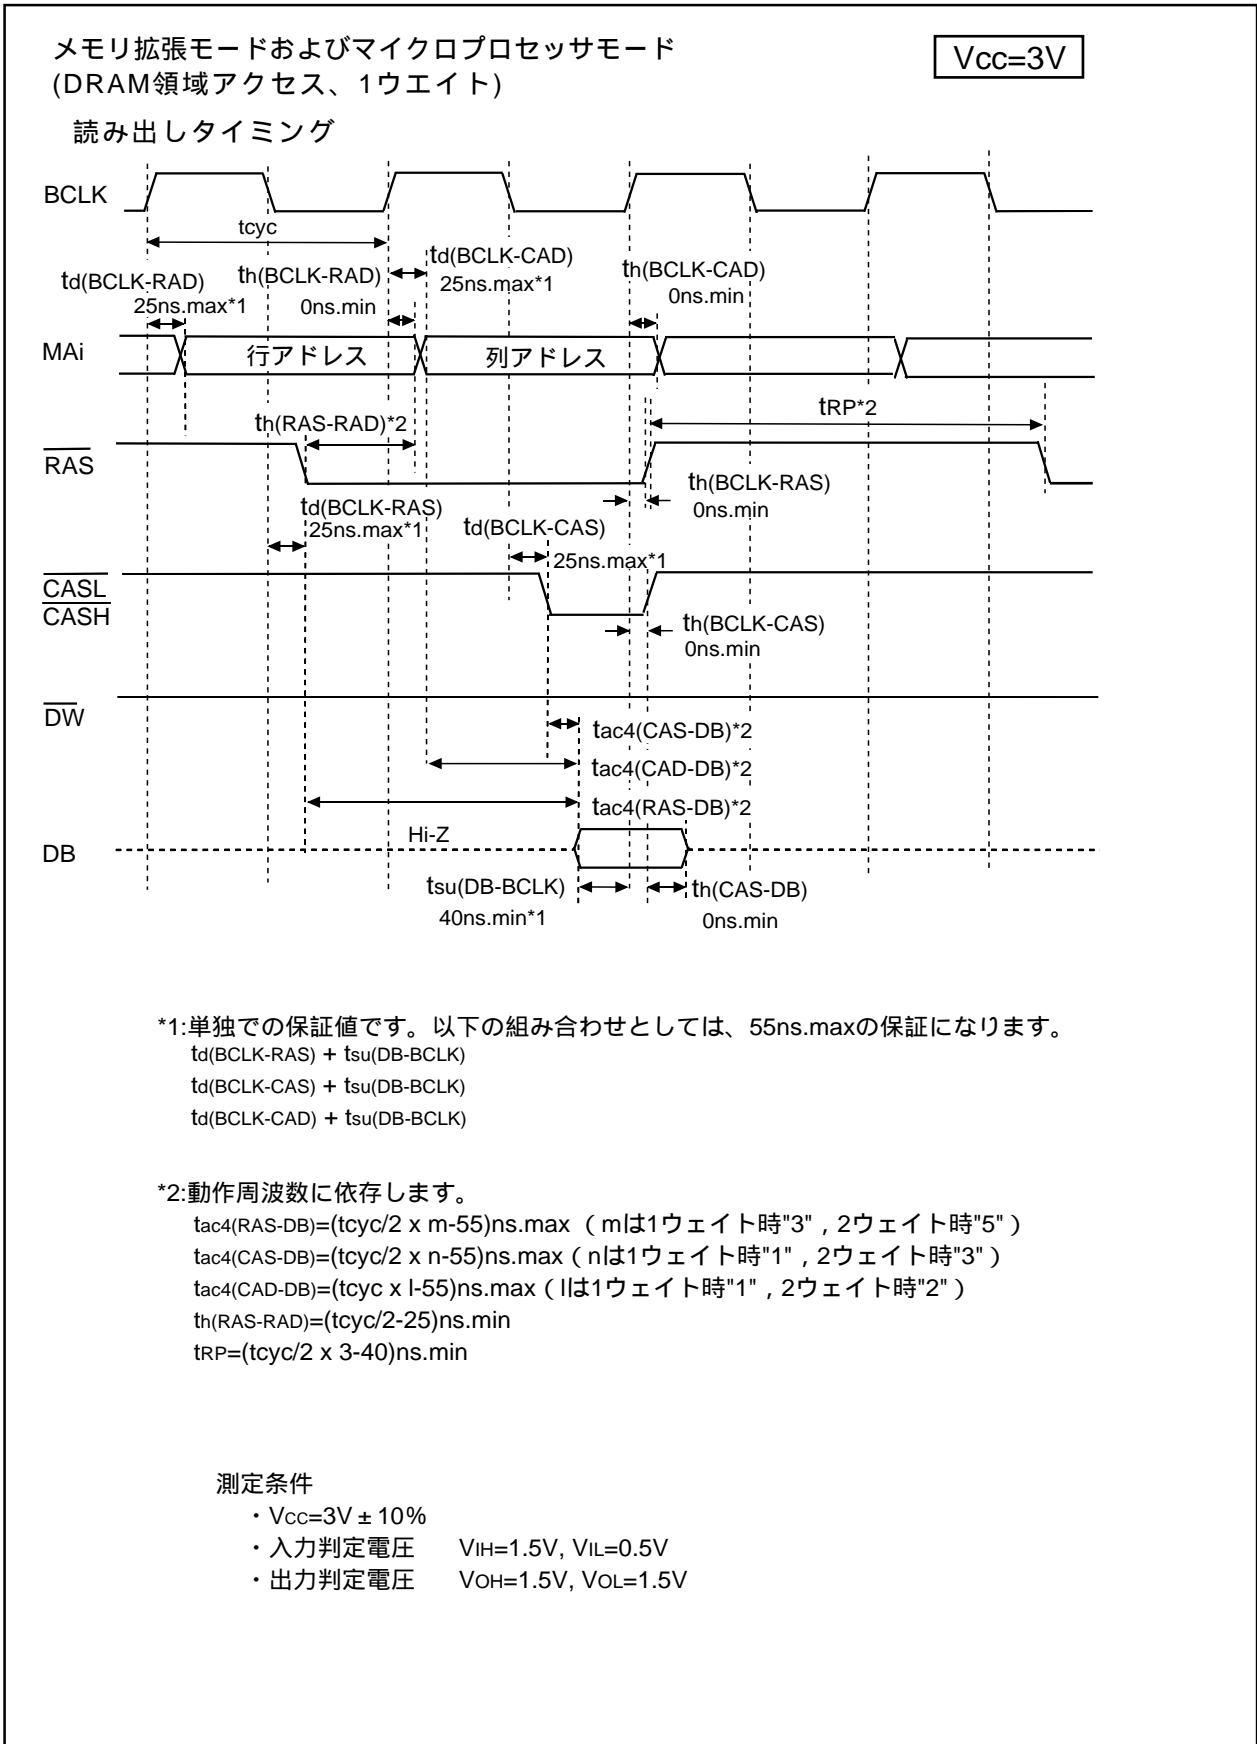 メモリ拡張モードおよびマイクロプロセッサモード
(DRAM領域アクセス、1ウエイト)
Vcc=3V
読み出しタイミング
BCLK
tcyc
td(BCLK-RAD)
25ns.max*1
th(BCLK-RAD)
0ns.min
td(BCLK-CAD)
25ns.max*1
th(BCLK-CAD)
0ns.min
MAi
行アドレス
列アドレス
th(RAS-RAD)*2
tRP*2
RAS
td(BCLK-RAS)
25ns.max*1
th(BCLK-RAS)
0ns.min
td(BCLK-CAS)
25ns.max*1
CASL
CASH
th(BCLK-CAS)
0ns.min
DW
tac4(CAS-DB)*2
tac4(CAD-DB)*2
tac4(RAS-DB)*2
Hi-Z
DB
tsu(DB-BCLK)
40ns.min*1
th(CAS-DB)
0ns.min
*1:単独での保証値です。以下の組み合わせとしては、55ns.maxの保証になります。
td(BCLK-RAS) + tsu(DB-BCLK)
td(BCLK-CAS) + tsu(DB-BCLK)
td(BCLK-CAD) + tsu(DB-BCLK)
*2:動作周波数に依存します。
tac4(RAS-DB)=(tcyc/2 x m-55)ns.max（mは1ウェイト時"3" , 2ウェイト時"5"）
tac4(CAS-DB)=(tcyc/2 x n-55)ns.max（nは1ウェイト時"1" , 2ウェイト時"3"）
tac4(CAD-DB)=(tcyc x l-55)ns.max（lは1ウェイト時"1" , 2ウェイト時"2"）
th(RAS-RAD)=(tcyc/2-25)ns.min
tRP=(tcyc/2 x 3-40)ns.min
測定条件
・VCC=3V±10%
・入力判定電圧 VIH=1.5V, VIL=0.5V
・出力判定電圧 VOH=1.5V, VOL=1.5V